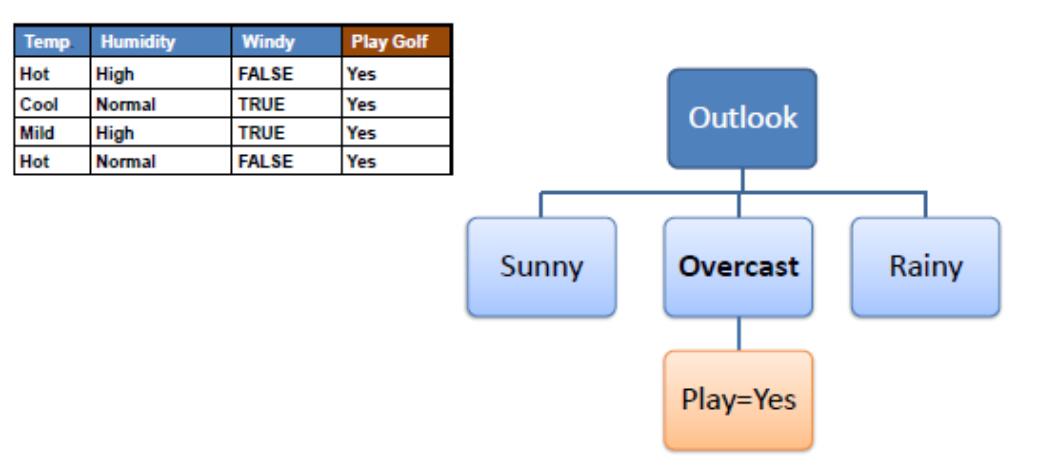 Temp. Humidity Windy Play Golf
Hot High FALSE Yes
Cool Normal TRUE Yes
Mild High TRUE Yes
Hot Normal FALSE Yes
Outlook
Sunny Overcast Rainy
Play=Yes